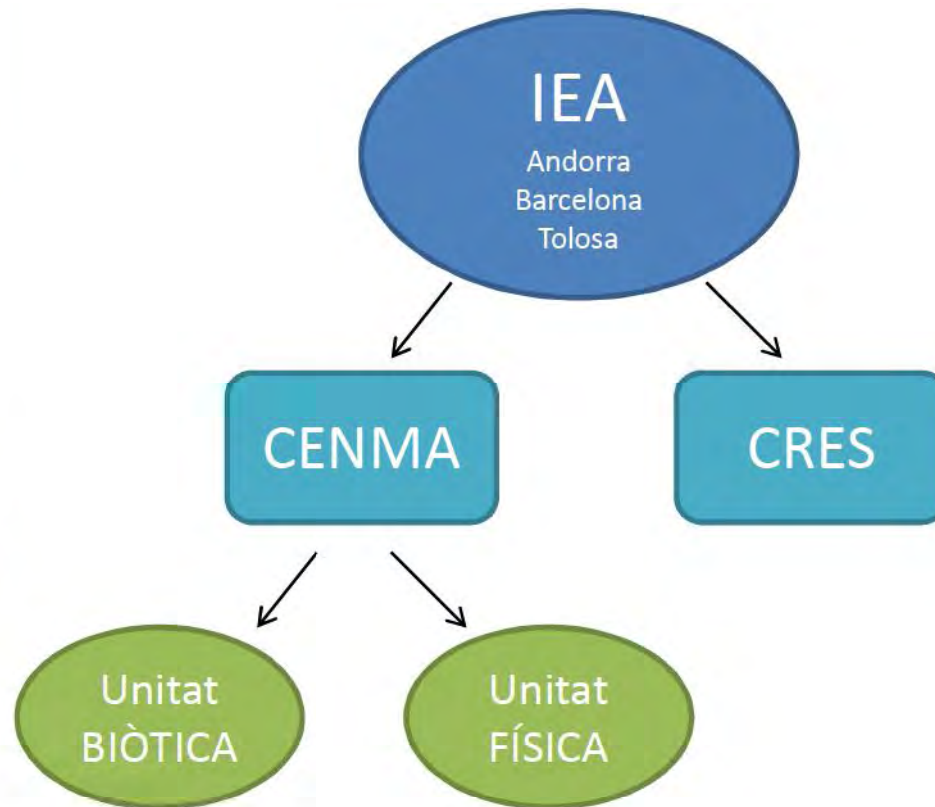 IEA
Andorra
Barcelona
Tolosa
CENMA
CRES
Unitat
BIÒTICA
Unitat
FÍSICA